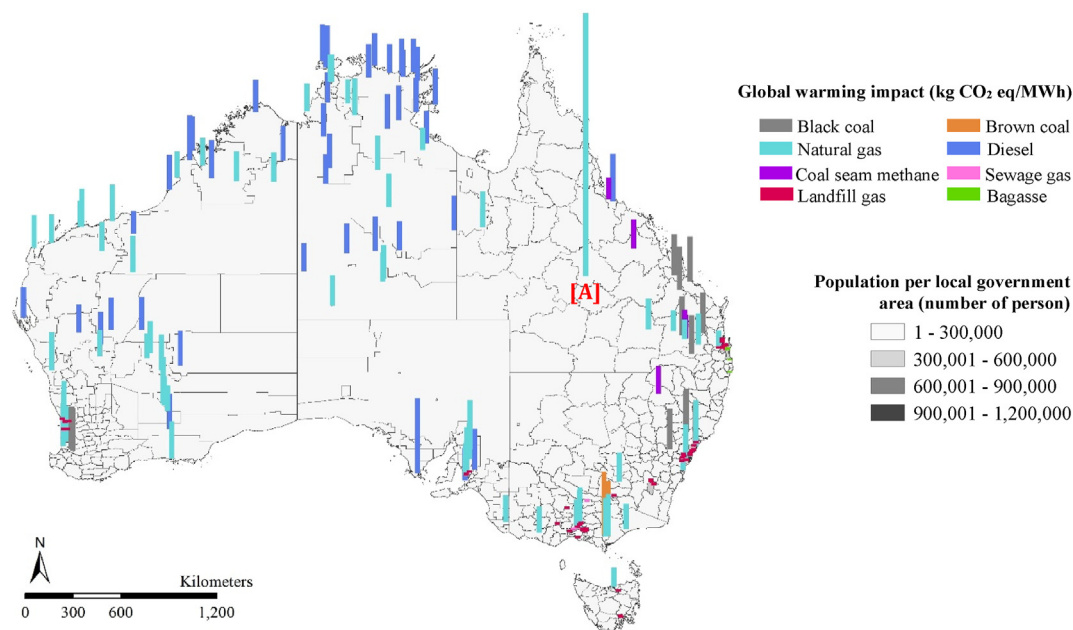 Global warming impact (kg CO₂ eq/MWh)
Black coal
Brown coal
Natural gas
Diesel
Coal seam methane
Sewage gas
Landfill gas
Bagasse
[A]
Population per local government
area (number of person)
1 - 300,000
300,001 - 600,000
600,001 - 900,000
900,001 - 1,200,000
N
Kilometers
0 300 600 1,200